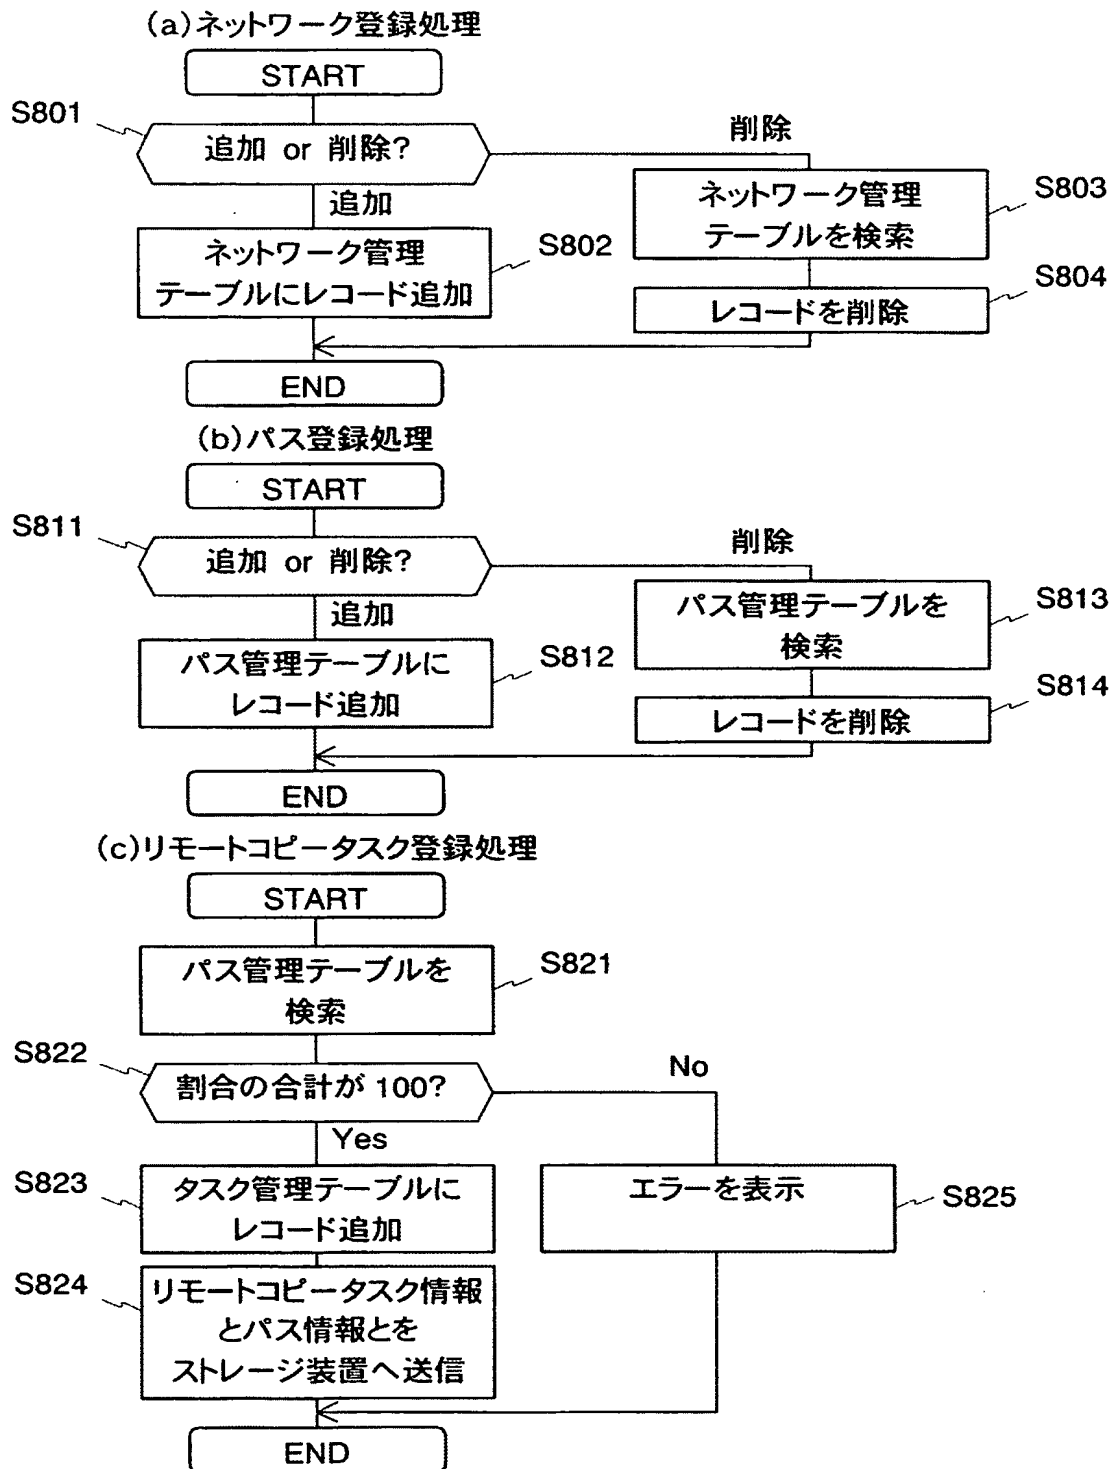 (a)ネットワーク登録処理
START
S801
追加 or 削除?
削除
追加
ネットワーク管理
テーブルを検索
S803
ネットワーク管理
テーブルにレコード追加
S802
レコードを削除
S804
END
(b)パス登録処理
START
S811
追加 or 削除?
削除
追加
パス管理テーブルを
検索
S813
パス管理テーブルに
レコード追加
S812
レコードを削除
S814
END
(c)リモートコピータスク登録処理
START
パス管理テーブルを
検索
S821
S822
割合の合計が 100?
No
Yes
S823
タスク管理テーブルに
レコード追加
エラーを表示
S825
S824
リモートコピータスク情報
とパス情報とを
ストレージ装置へ送信
END